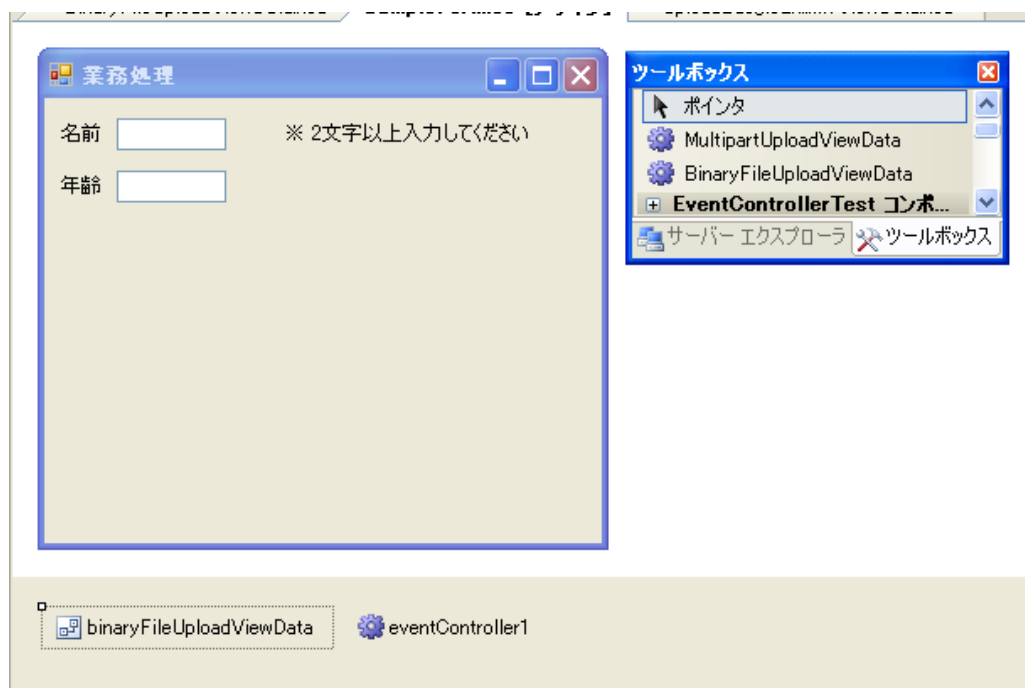 業務処理
名前
※ 2文字以上入力してください
年齢
ツールボックス
ポインタ
MultipartUploadViewData
BinaryFileUploadViewData
EventControllerTest コンポ...
サーバー エクスプローラ
ツールボックス
binaryFileUploadViewData
eventController1